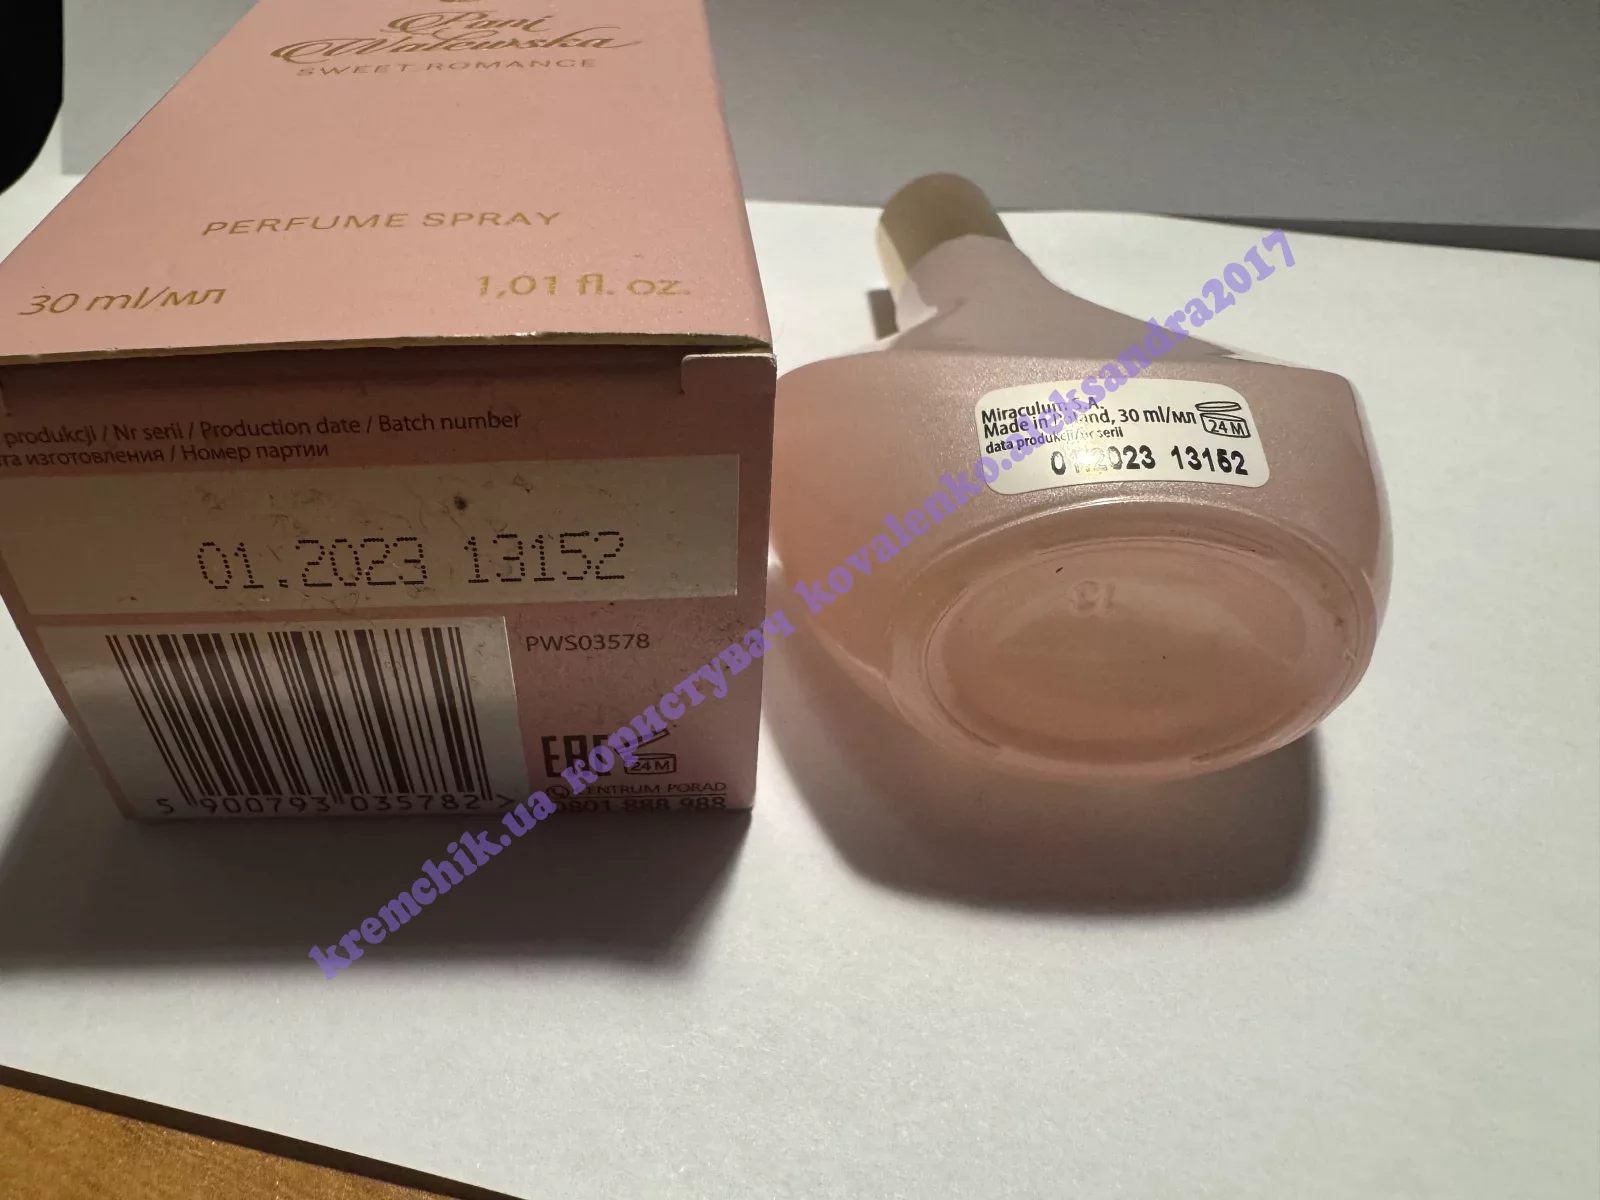 Pani
Walewska
SWEET ROMANCE
PERFUME SPRAY
30 ml/мл 1,01 fl. oz.
produkcji / Nr serii / Production date / Batch number
изготовления / Номер партии
01.2023 13152
PWS03578
EAC
24 M
CENTRUM PORAD
0801 888 988
5 900793 035782 >
Miraculum S.A.
Made in Poland, 30 ml/мл
24 M
data produkcji/nr serii
01.2023 13152
kremchik.ua користувач kovalenko.aleksandra2017